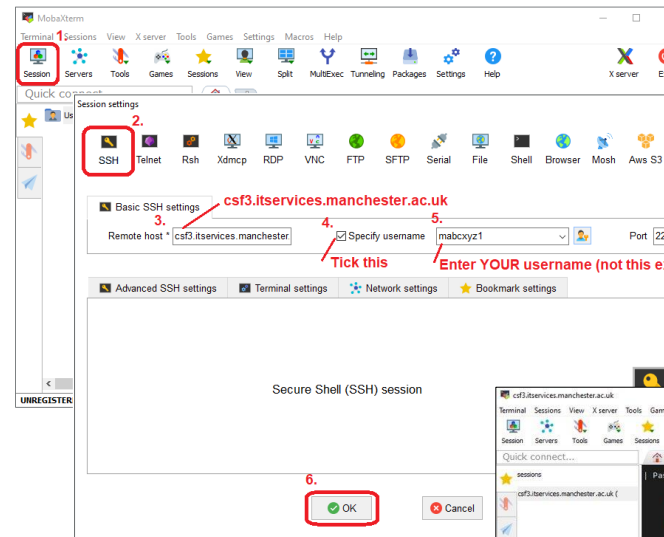 MobaXterm
Terminal Sessions View X server Tools Games Settings Macros Help
1.
Session Servers Tools Games Sessions View Split MultiExec Tunneling Packages Settings Help X server
Quick connect...
Session settings
2.
SSH Telnet Rsh Xdmcp RDP VNC FTP SFTP Serial File Shell Browser Mosh Aws S3
Basic SSH settings
csf3.itservices.manchester.ac.uk
3. 4. 5.
Remote host * csf3.itservices.manchester. Specify username mabcxyz1 Port 22
Tick this
Enter YOUR username (not this
Advanced SSH settings Terminal settings Network settings Bookmark settings
Secure Shell (SSH) session
UNREGISTER
6.
OK Cancel
csf3.itservices.manchester.ac.uk
Terminal Sessions View X server Tools Gam
Session Servers Tools Games Sessions
Quick connect...
sessions
csf3.itservices.manchester.ac.uk (
Pa